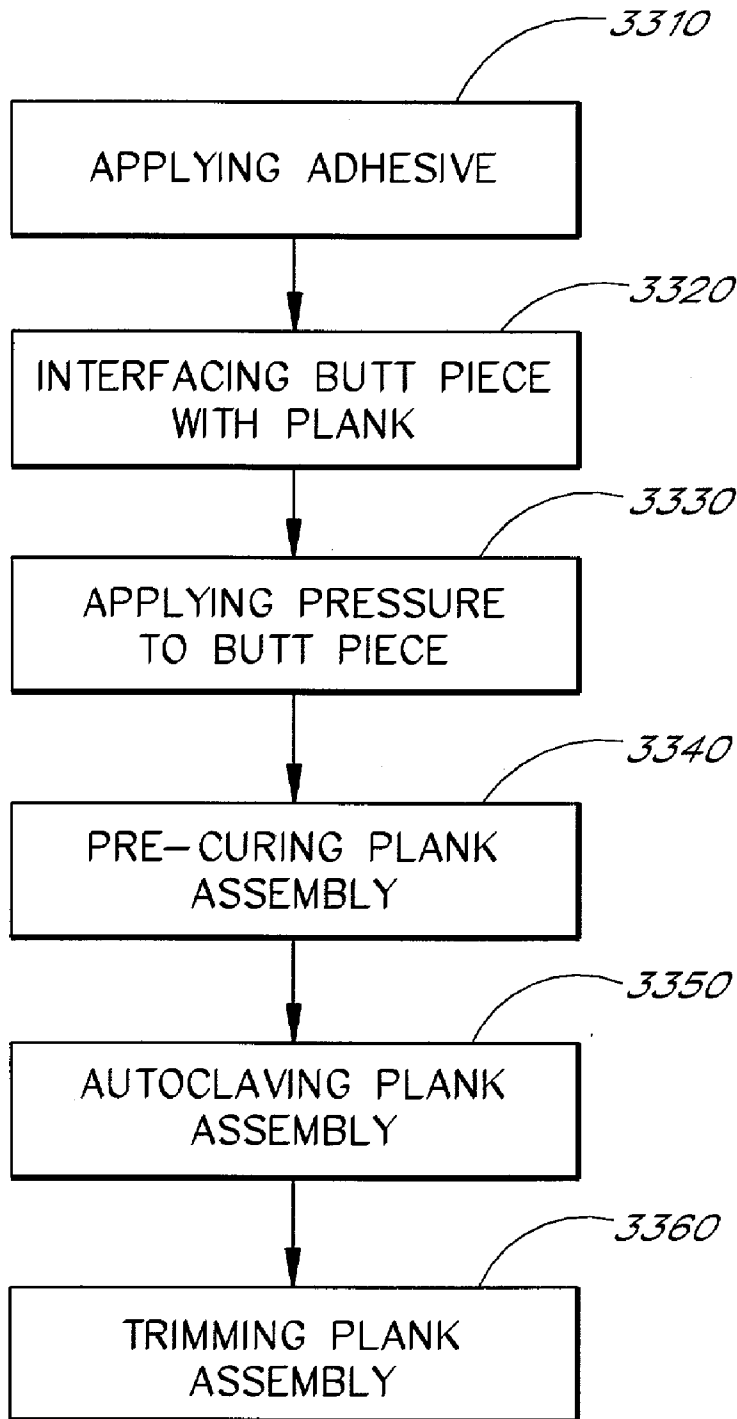 3310
APPLYING ADHESIVE
3320
INTERFACING BUTT PIECE
WITH PLANK
3330
APPLYING PRESSURE
TO BUTT PIECE
3340
PRE-CURING PLANK
ASSEMBLY
3350
AUTOCLAVING PLANK
ASSEMBLY
3360
TRIMMING PLANK
ASSEMBLY